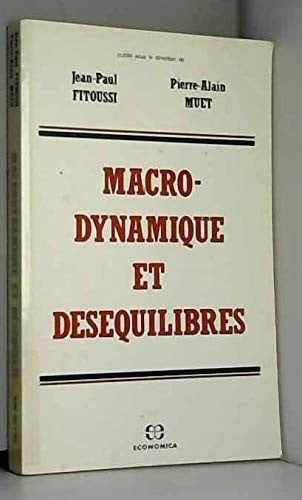 publié sous la direction de
Jean-Paul FITOUSSI
Pierre-Alain MUET
MACRO-
DYNAMIQUE
ET
DESEQUILIBRES
ECONOMICA